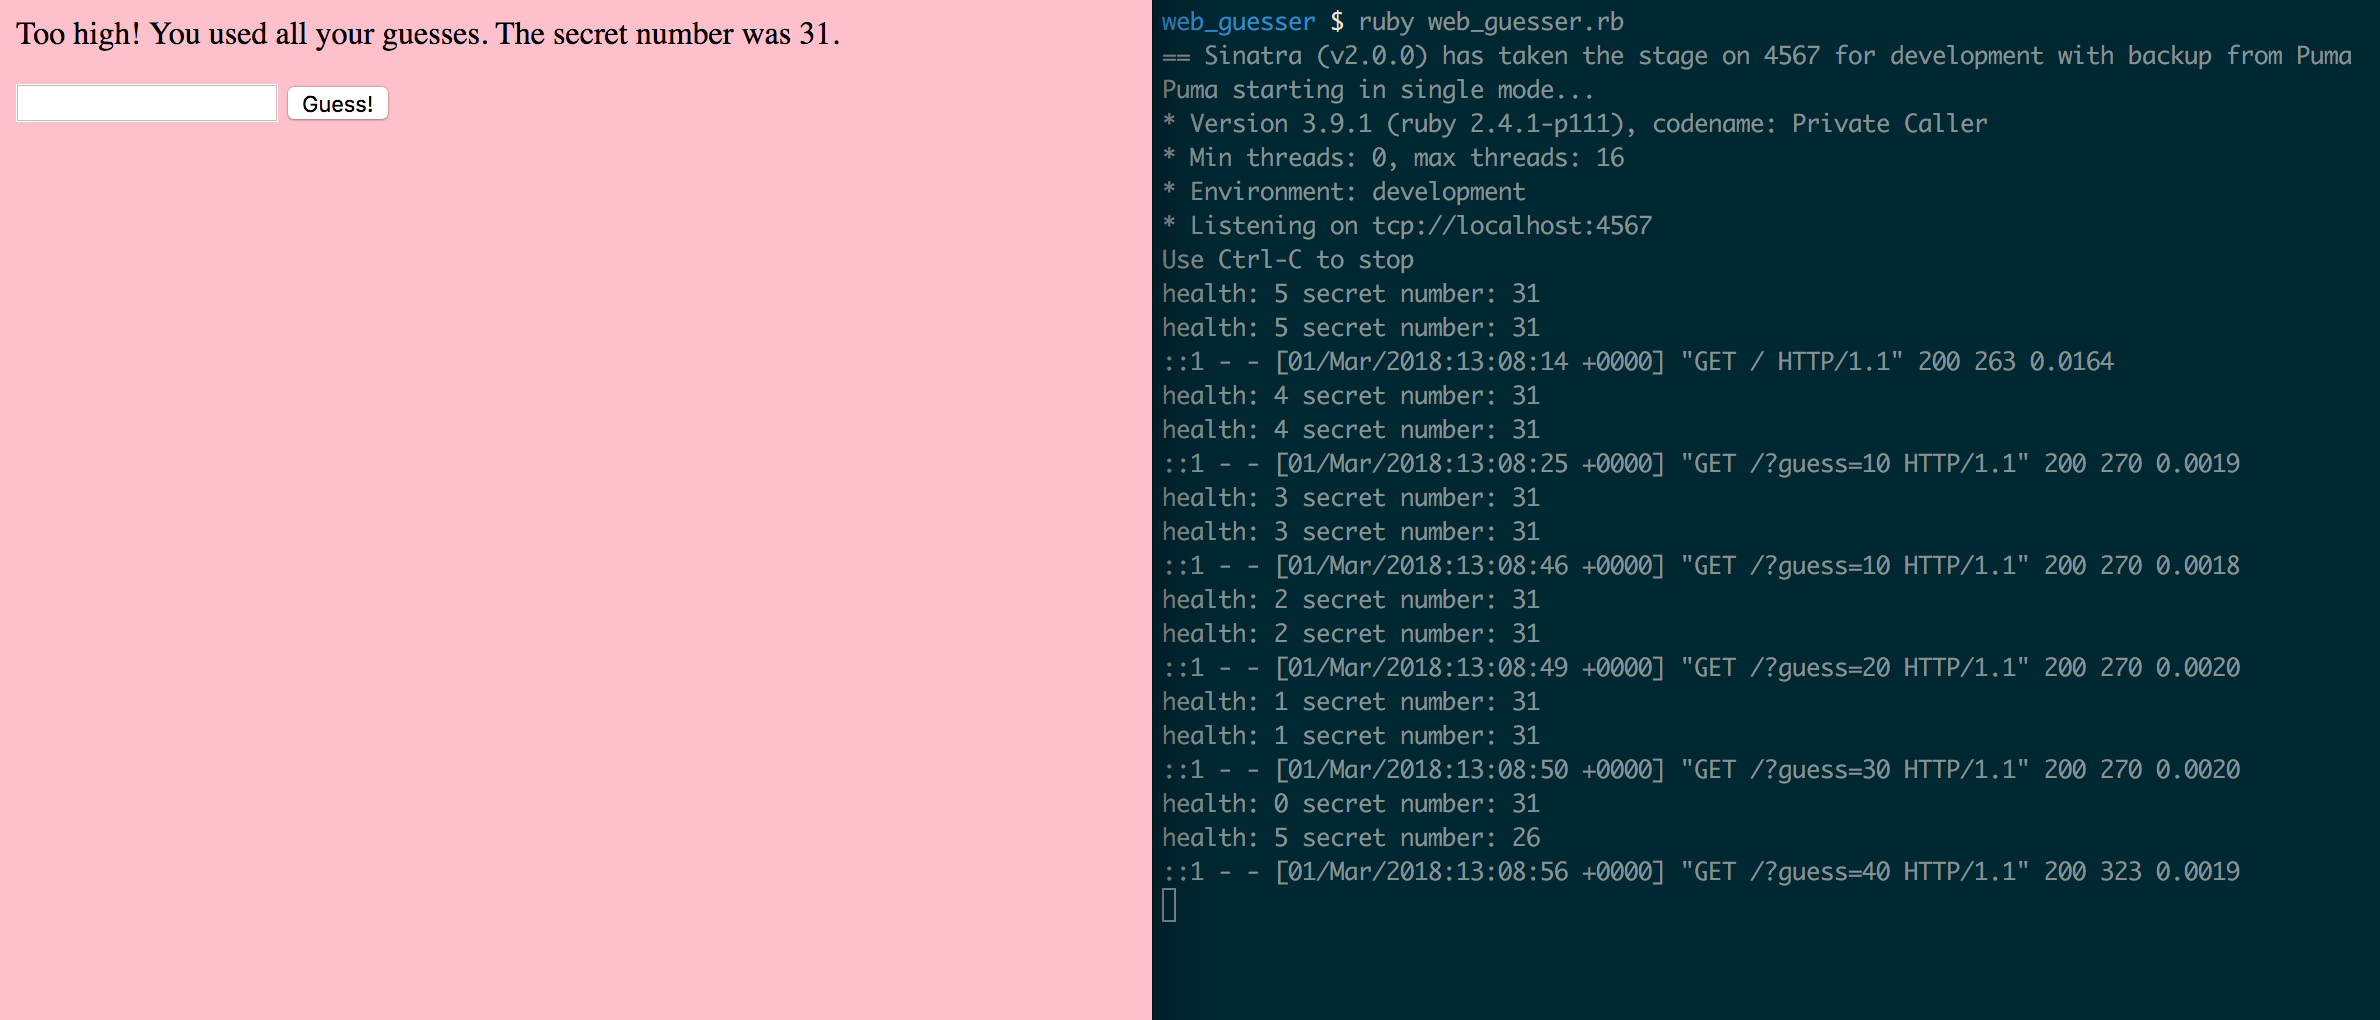 Too high! You used all your guesses. The secret number was 31.
Guess!
web_guesser $ ruby web_guesser.rb
== Sinatra (v2.0.0) has taken the stage on 4567 for development with backup from Puma
Puma starting in single mode...
* Version 3.9.1 (ruby 2.4.1-p111), codename: Private Caller
* Min threads: 0, max threads: 16
* Environment: development
* Listening on tcp://localhost:4567
Use Ctrl-C to stop
health: 5 secret number: 31
health: 5 secret number: 31
::1 - - [01/Mar/2018:13:08:14 +0000] "GET / HTTP/1.1" 200 263 0.0164
health: 4 secret number: 31
health: 4 secret number: 31
::1 - - [01/Mar/2018:13:08:25 +0000] "GET /?guess=10 HTTP/1.1" 200 270 0.0019
health: 3 secret number: 31
health: 3 secret number: 31
::1 - - [01/Mar/2018:13:08:46 +0000] "GET /?guess=10 HTTP/1.1" 200 270 0.0018
health: 2 secret number: 31
health: 2 secret number: 31
::1 - - [01/Mar/2018:13:08:49 +0000] "GET /?guess=20 HTTP/1.1" 200 270 0.0020
health: 1 secret number: 31
health: 1 secret number: 31
::1 - - [01/Mar/2018:13:08:50 +0000] "GET /?guess=30 HTTP/1.1" 200 270 0.0020
health: 0 secret number: 31
health: 5 secret number: 26
::1 - - [01/Mar/2018:13:08:56 +0000] "GET /?guess=40 HTTP/1.1" 200 323 0.0019